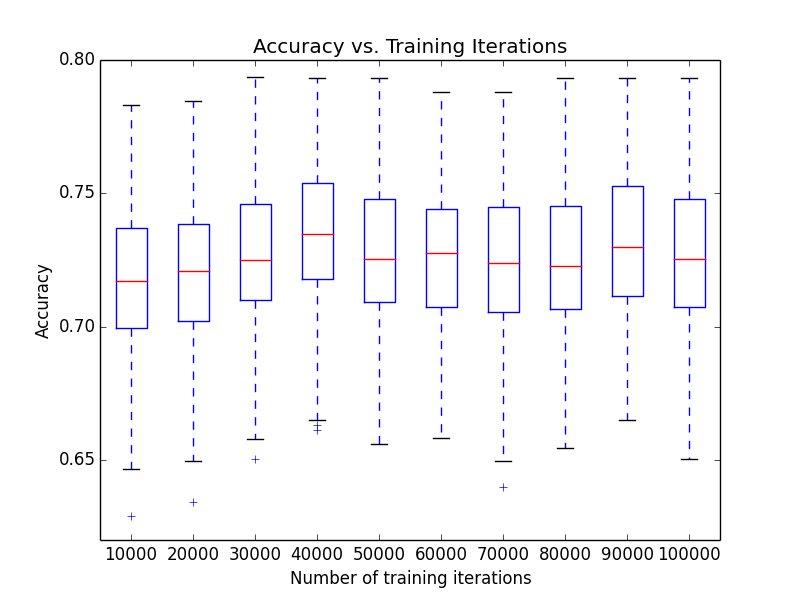 Accuracy vs. Training Iterations
0.80
0.75
0.70
0.65
Accuracy
10000 20000 30000 40000 50000 60000 70000 80000 90000 100000
Number of training iterations